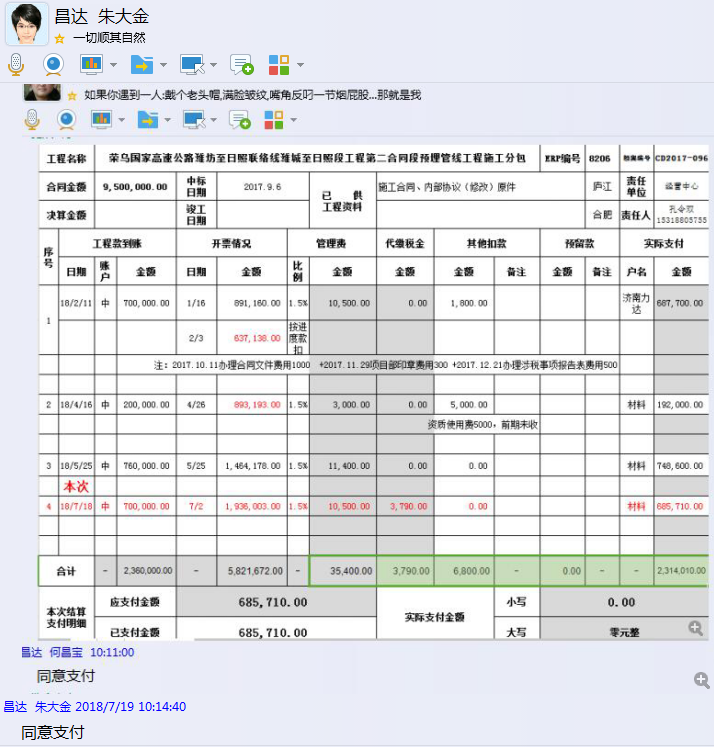 昌达 朱大金
一切顺其自然
如果你遇到一人:戴个老头帽,满脸皱纹,嘴角反叼一节烟屁股...那就是我
工程名称 荣乌国家高速公路潍坊至日照联络线潍城至日照段工程第二合同段预埋管线工程施工分包 ERP编号 8206 档案编号 CD2017-096
合同金额 9,500,000.00 中标日期 2017.9.6 已 供 工程资料 施工合同、内部协议（修改）原件 庐江 责任单位 经营中心
决算金额 竣工日期 合肥 责任人 孔令双 15318805755
序号 工程款到账 开票情况 管理费 代缴税金 其他扣款 预留款 实际支付
日期 账户 金额 日期 金额 比例 金额 金额 金额 备注 金额 备注 户名 金额
1 18/2/11 中 700,000.00 1/16 891,160.00 1.5% 10,500.00 0.00 1,800.00 济南力达 687,700.00
2/3 637,138.00 按进度款扣
注：2017.10.11办理合同文件费用1000 +2017.11.29项目部印章费用300 +2017.12.21办理涉税事项报告表费用500
2 18/4/16 中 200,000.00 4/26 893,193.00 1.5% 3,000.00 0.00 5,000.00 材料 192,000.00
资质使用费5000，前期未收
3 18/5/25 中 760,000.00 5/25 1,464,178.00 1.5% 11,400.00 0.00 0.00 材料 748,600.00
本次
4 18/7/18 中 700,000.00 7/2 1,936,003.00 1.5% 10,500.00 3,790.00 0.00 材料 685,710.00
合计 - 2,360,000.00 - 5,821,672.00 - 35,400.00 3,790.00 6,800.00 - 0.00 - - 2,314,010.00
本次结算支付明细 应支付金额 685,710.00 实际支付金额 小写 0.00
已支付金额 685,710.00 大写 零元整
昌达 何昌宝 10:11:00
同意支付
昌达 朱大金 2018/7/19 10:14:40
同意支付